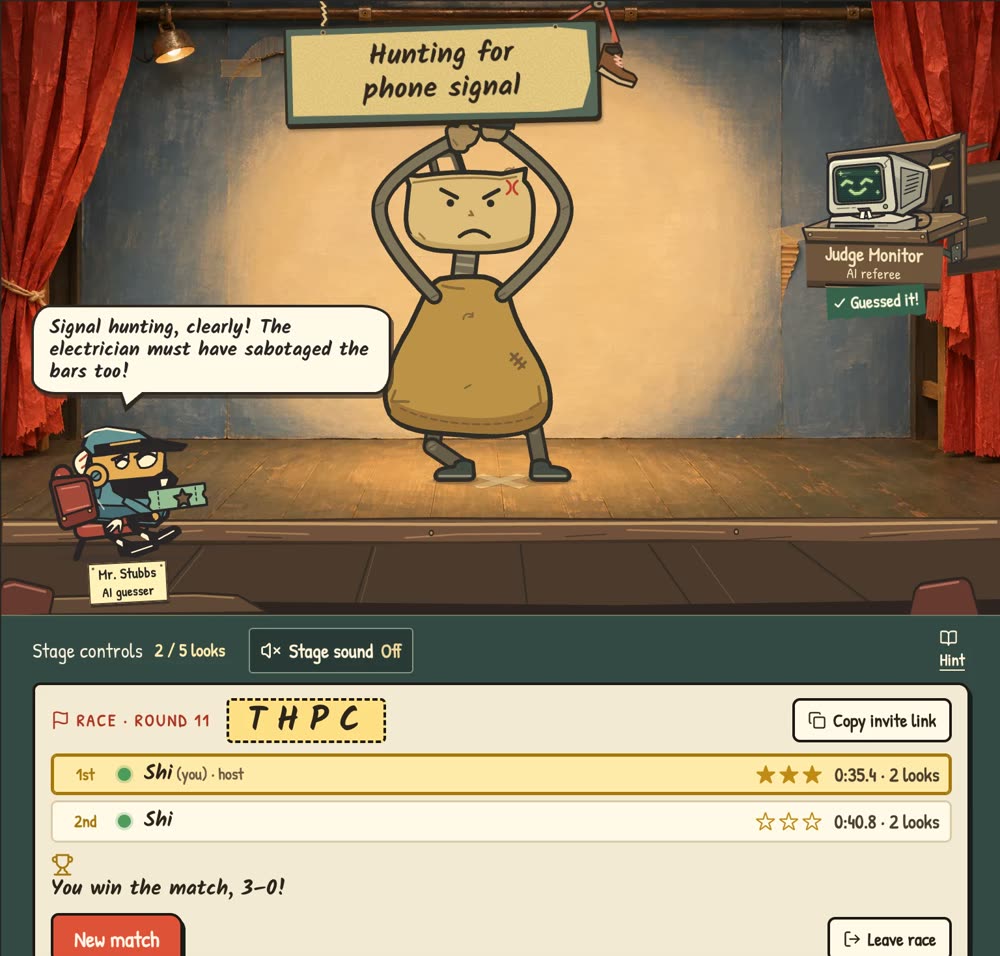 Hunting for
phone signal
Judge Monitor
AI referee
✓ Guessed it!
Signal hunting, clearly! The
electrician must have sabotaged the
bars too!
Mr. Stubbs
AI guesser
Stage controls 2 / 5 looks Stage sound Off Hint
RACE · ROUND 11 THPC Copy invite link
1st Shi (you) · host 0:35.4 · 2 looks
2nd Shi 0:40.8 · 2 looks
You win the match, 3–0!
New match Leave race